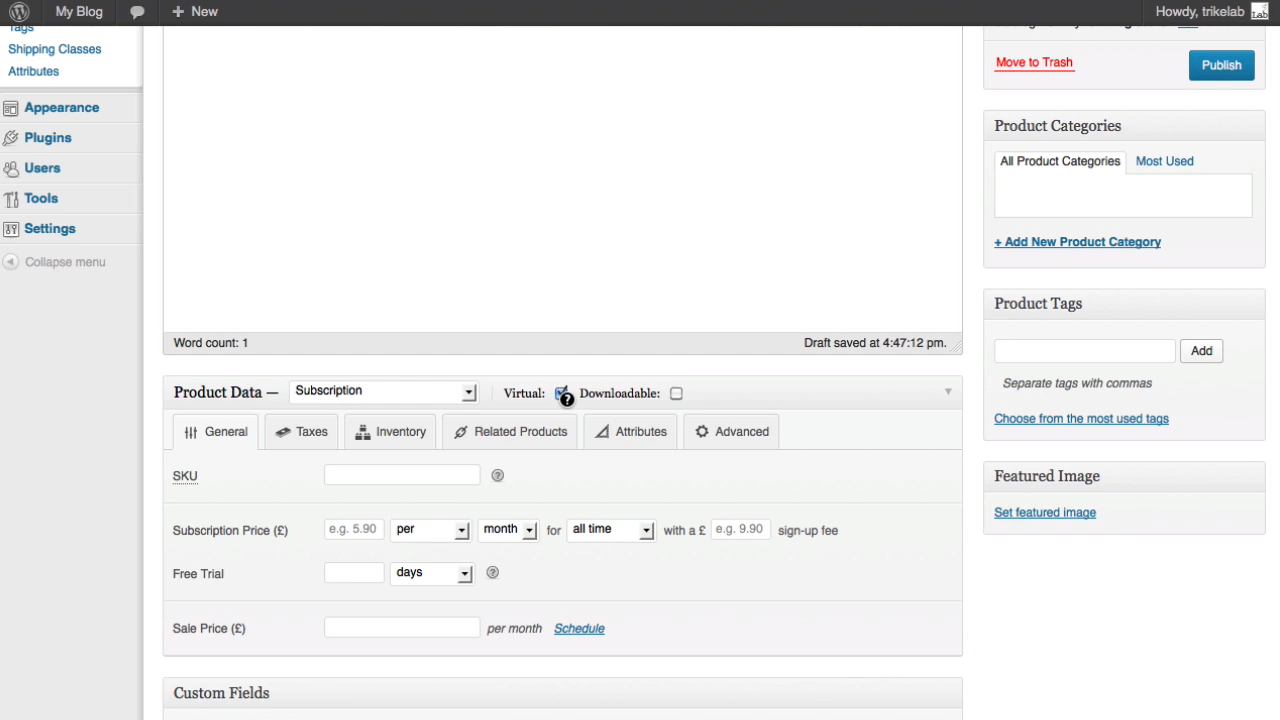 My Blog
New
Howdy, trikelab
Lab
Tags
Shipping Classes
Attributes
Appearance
Plugins
Users
Tools
Settings
Collapse menu
Word count: 1
Draft saved at 4:47:12 pm.
Product Data —
Subscription
Virtual:
Downloadable:
General
Taxes
Inventory
Related Products
Attributes
Advanced
SKU
Subscription Price (£)
e.g. 5.90
per
month
for
all time
with a £
e.g. 9.90
sign-up fee
Free Trial
days
Sale Price (£)
per month
Schedule
Custom Fields
Move to Trash
Publish
Product Categories
All Product Categories
Most Used
+ Add New Product Category
Product Tags
Add
Separate tags with commas
Choose from the most used tags
Featured Image
Set featured image